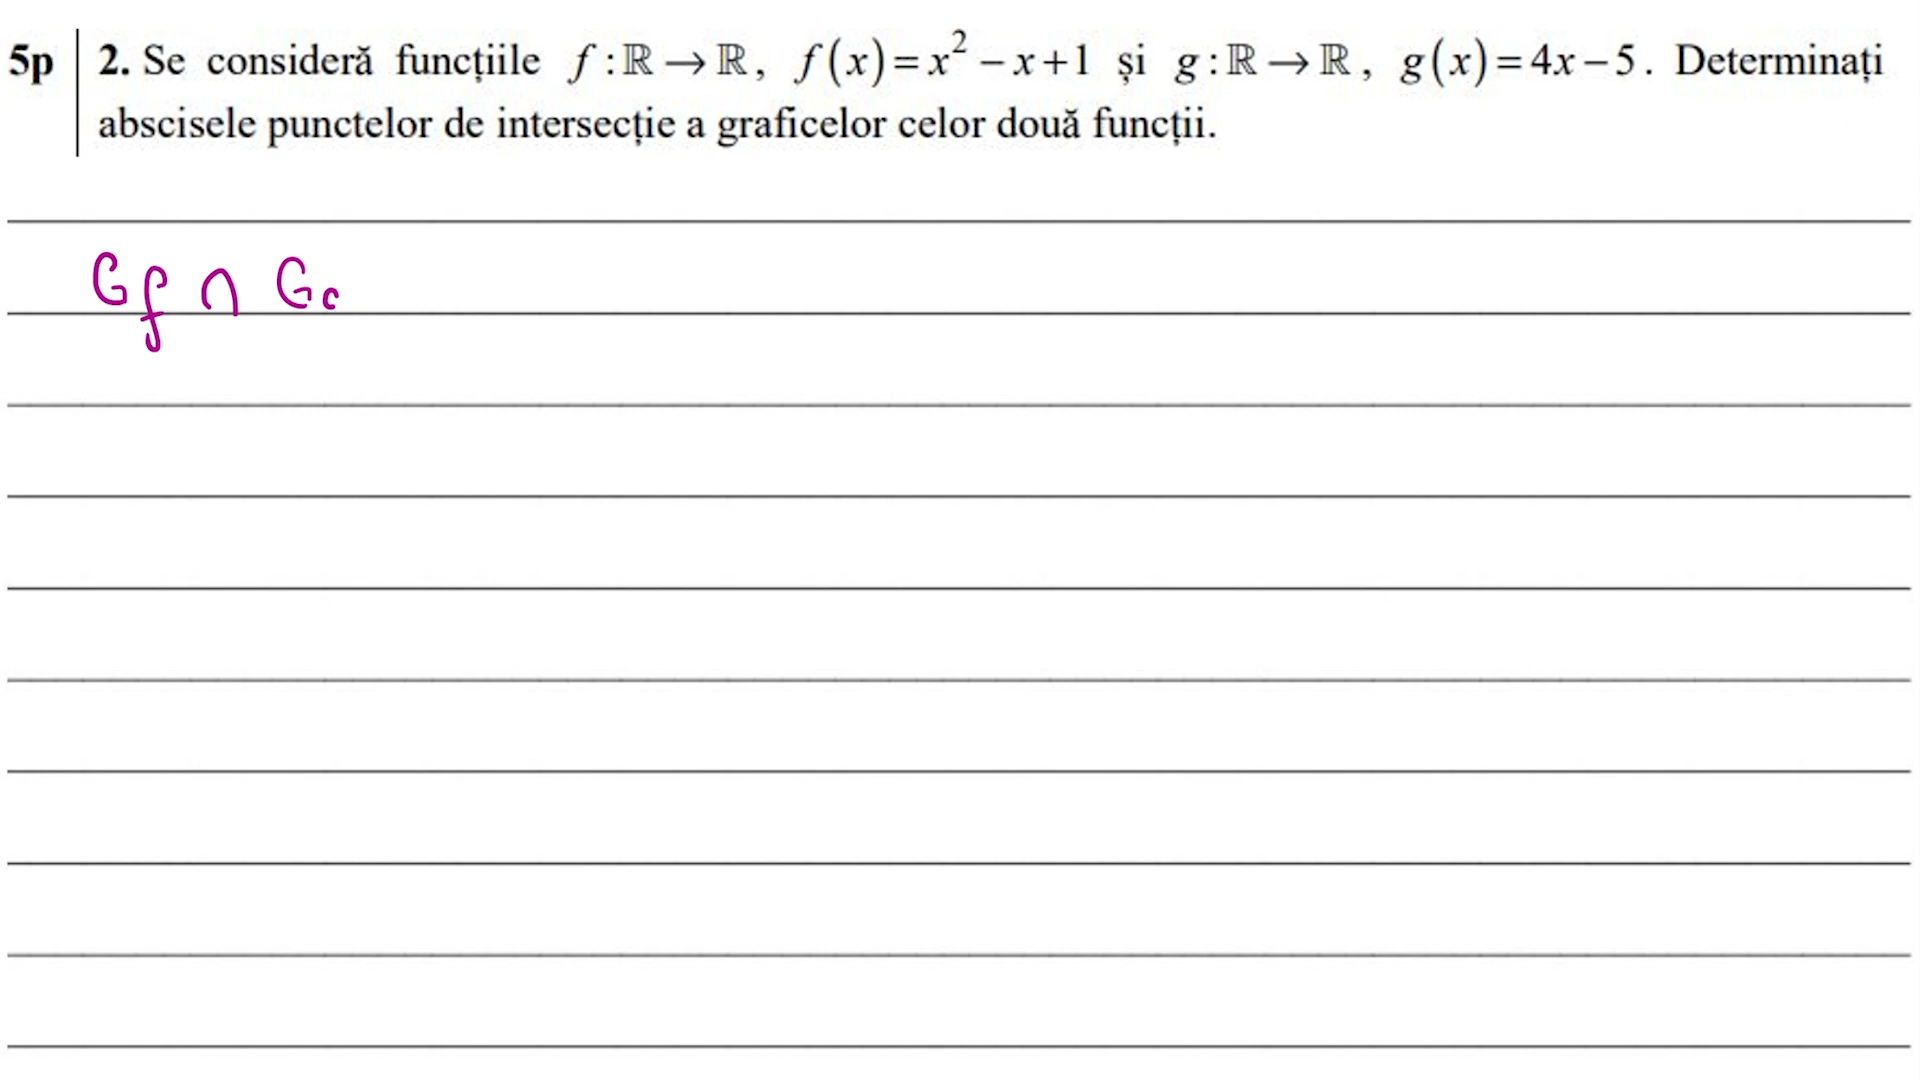 5p 2. Se consideră funcțiile f : ℝ → ℝ, f(x) = x² − x + 1 și g : ℝ → ℝ, g(x) = 4x − 5. Determinați
abscisele punctelor de intersecție a graficelor celor două funcții.
Gf ∩ Gc